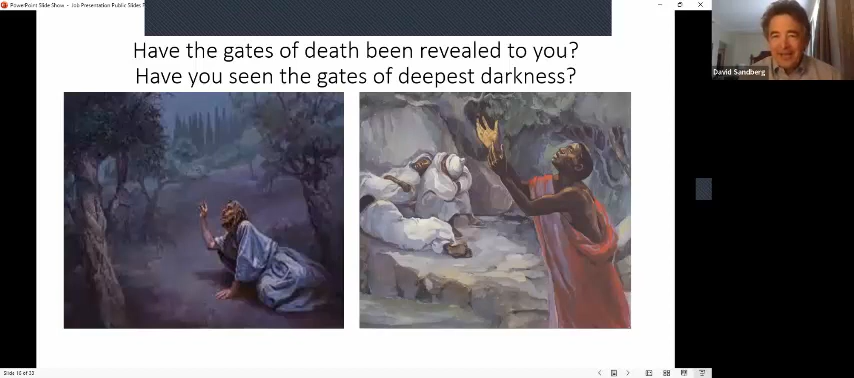 PowerPoint Slide Show - Job Presentation Public Slides
Have the gates of death been revealed to you?
Have you seen the gates of deepest darkness?
David Sandberg
Slide 16 of 33